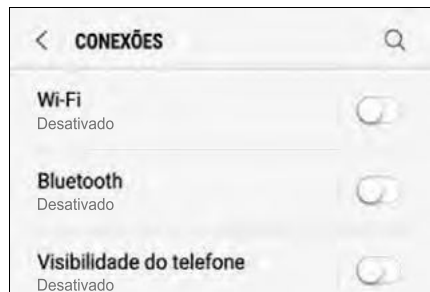 CONEXÕES
Wi-Fi
Desativado
Bluetooth
Desativado
Visibilidade do telefone
Desativado